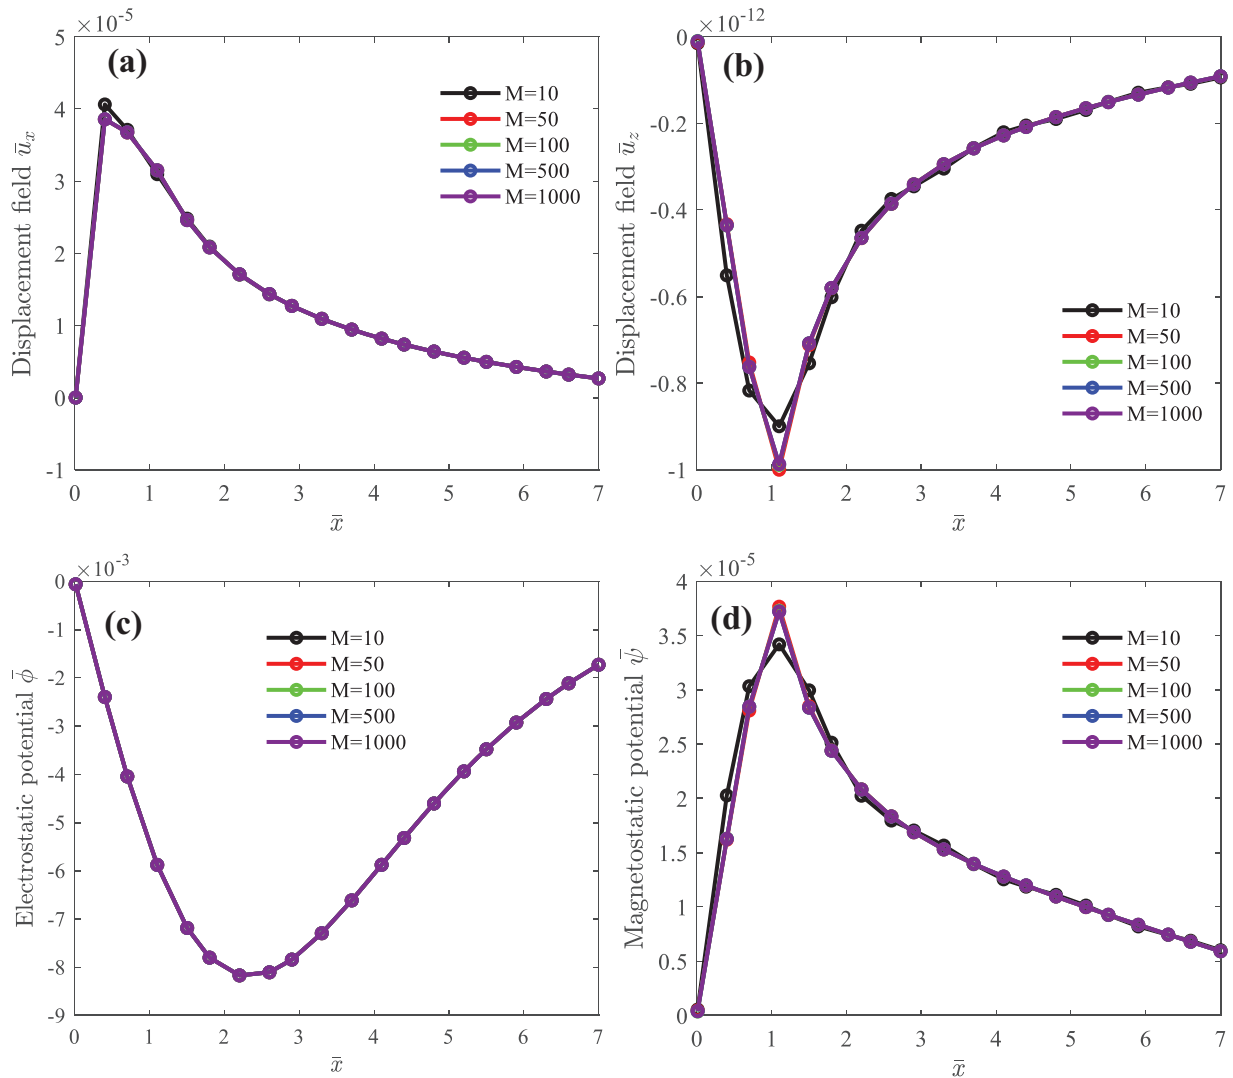 ×10^-5
(a)
5
4
3
2
1
0
-1
Displacement field ū_x
M=10
M=50
M=100
M=500
M=1000
0 1 2 3 4 5 6 7
x̄
×10^-12
(b)
0
-0.2
-0.4
-0.6
-0.8
-1
Displacement field ū_z
M=10
M=50
M=100
M=500
M=1000
0 1 2 3 4 5 6 7
x̄
×10^-3
(c)
0
-1
-2
-3
-4
-5
-6
-7
-8
-9
Electrostatic potential ϕ̄
M=10
M=50
M=100
M=500
M=1000
0 1 2 3 4 5 6 7
x̄
×10^-5
(d)
4
3.5
3
2.5
2
1.5
1
0.5
0
Magnetostatic potential ψ̄
M=10
M=50
M=100
M=500
M=1000
0 1 2 3 4 5 6 7
x̄